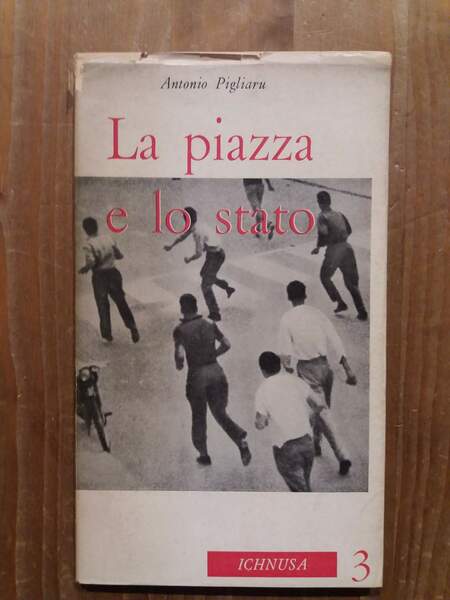 Antonio Pigliaru
La piazza
e lo stato
ICHNUSA
3